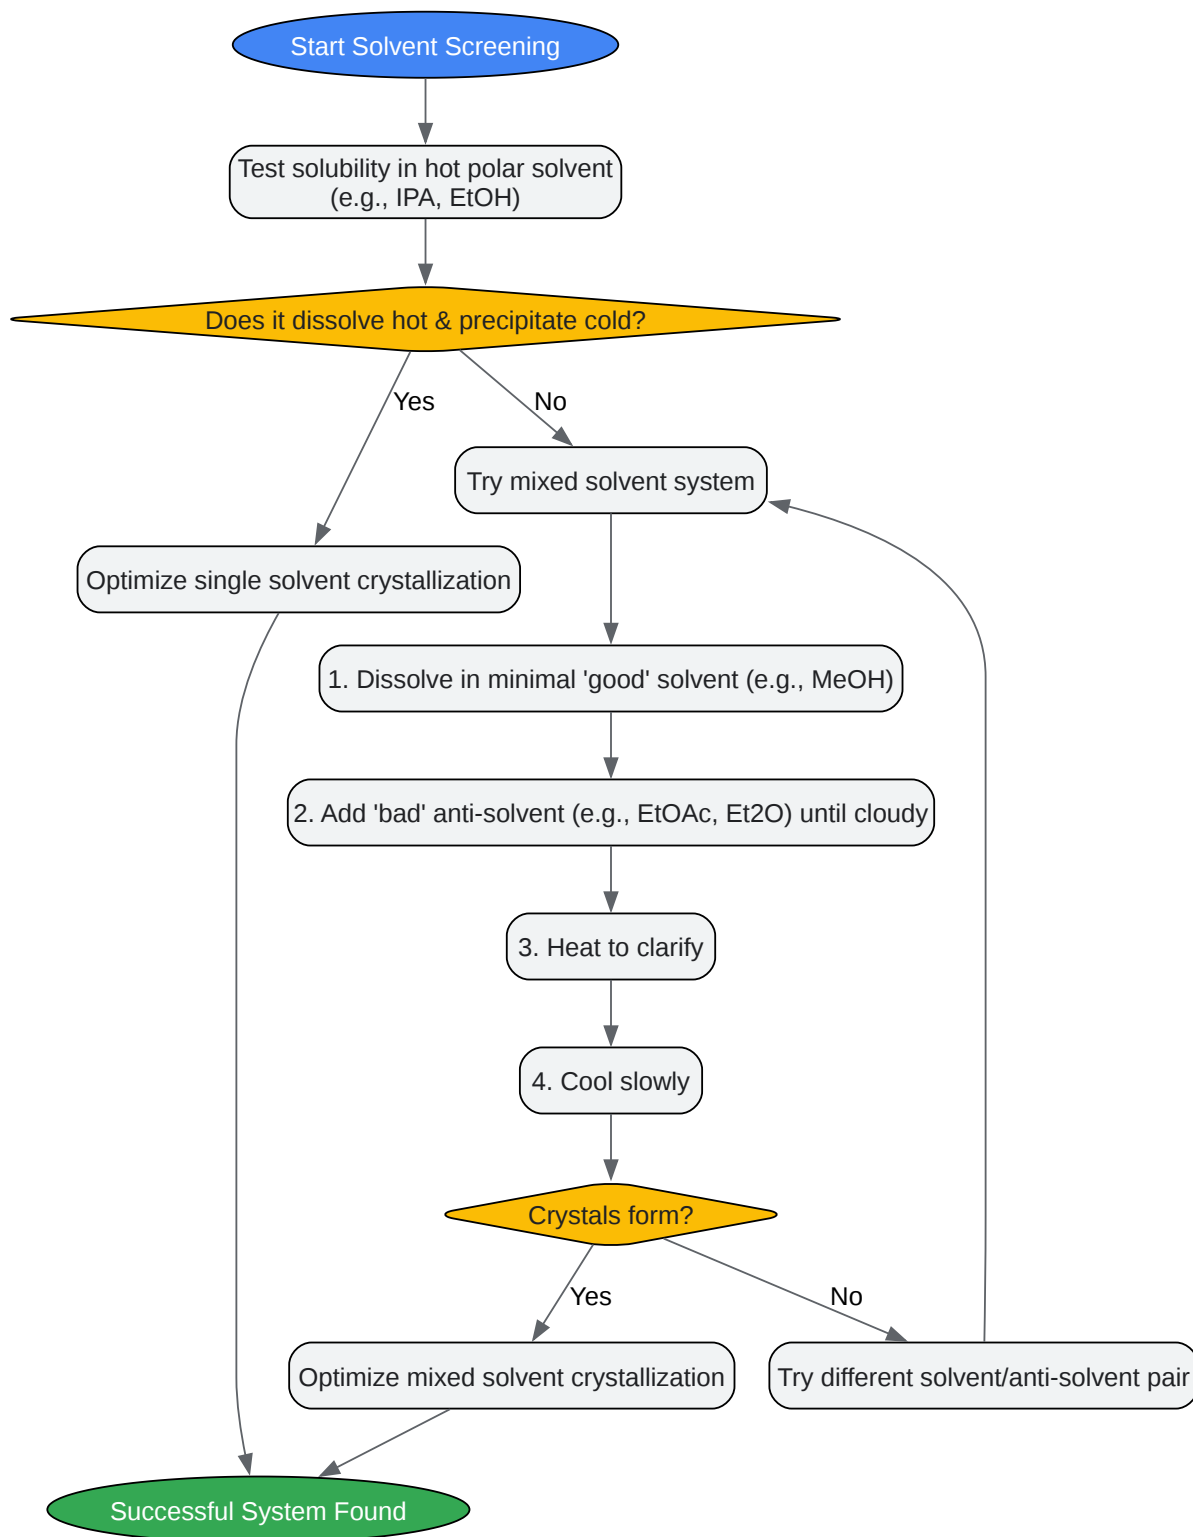 Start Solvent Screening
Test solubility in hot polar solvent
(e.g., IPA, EtOH)
Does it dissolve hot & precipitate cold?
Yes
No
Try mixed solvent system
Optimize single solvent crystallization
1. Dissolve in minimal 'good' solvent (e.g., MeOH)
2. Add 'bad' anti-solvent (e.g., EtOAc, Et2O) until cloudy
3. Heat to clarify
4. Cool slowly
Crystals form?
Yes
No
Optimize mixed solvent crystallization
Try different solvent/anti-solvent pair
Successful System Found